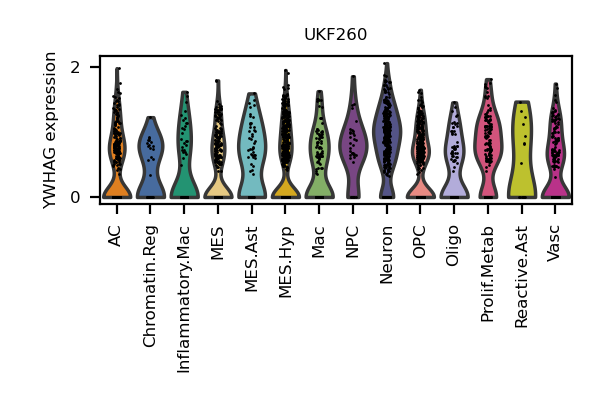 UKF260
YWHAG expression
2
0
AC
Chromatin.Reg
Inflammatory.Mac
MES
MES.Ast
MES.Hyp
Mac
NPC
Neuron
OPC
Oligo
Prolif.Metab
Reactive.Ast
Vasc